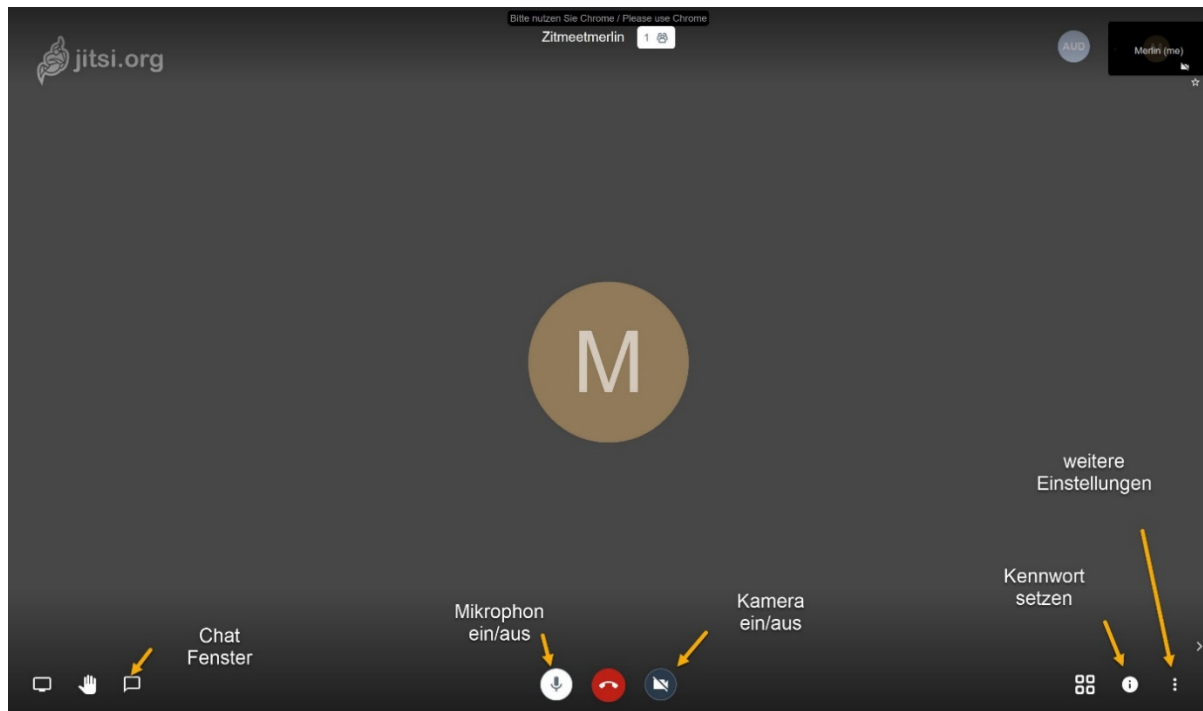 Bitte nutzen Sie Chrome / Please use Chrome
Zitmeetmerlin 1
jitsi.org
AUD
Merlin (me)
M
weitere
Einstellungen
Kennwort
setzen
Mikrophon
ein/aus
Kamera
ein/aus
Chat
Fenster